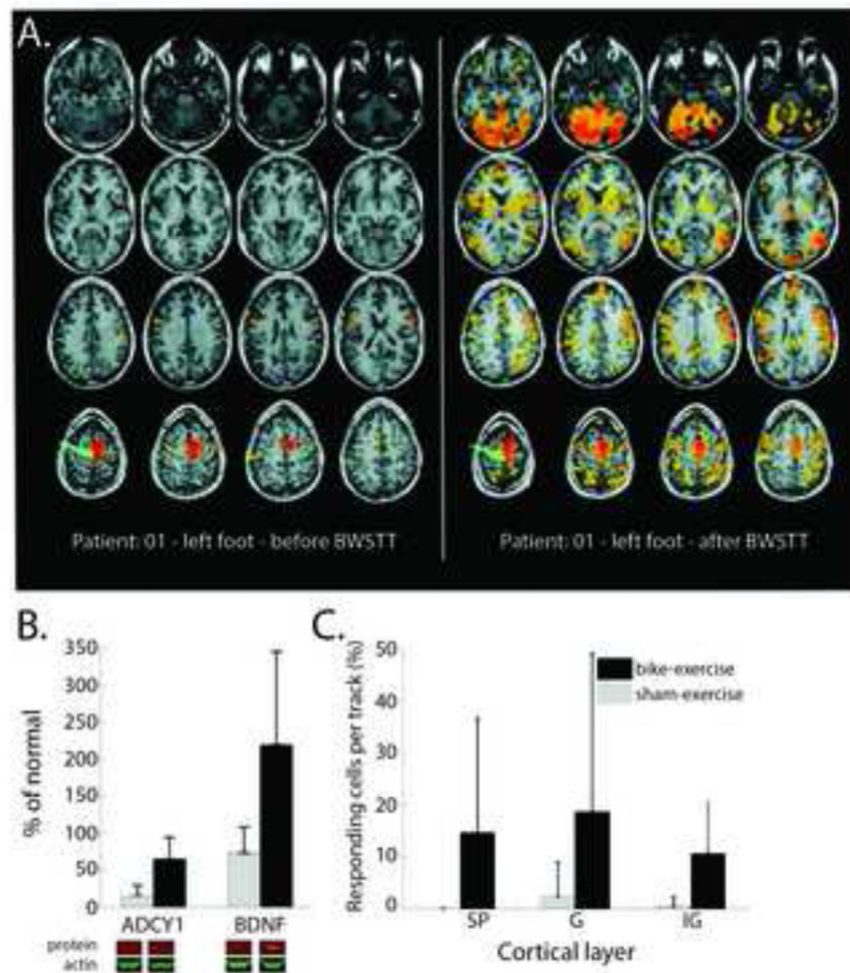 A.
Patient: 01 - left foot - before BWSTT
Patient: 01 - left foot - after BWSTT
B.
350
300
250
200
150
100
50
0
% of normal
ADCY1 BDNF
protein
actin
C.
50
40
30
20
10
0
Responding cells per track (%)
bike-exercise
sham-exercise
SP G IG
Cortical layer